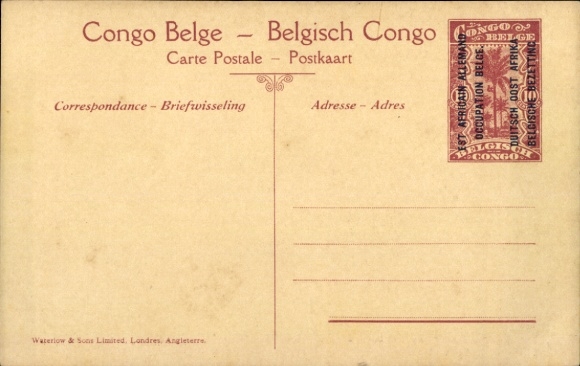 Congo Belge – Belgisch Congo
Carte Postale – Postkaart
Correspondance – Briefwisseling
Adresse – Adres
CONGO BELGE
EST AFRICAIN ALLEMAND
OCCUPATION BELGE.
DUITSCH OOST AFRIKA
BELGISCHE BEZETTING.
10
BELGISCH CONGO
Waterlow & Sons Limited, Londres, Angleterre.